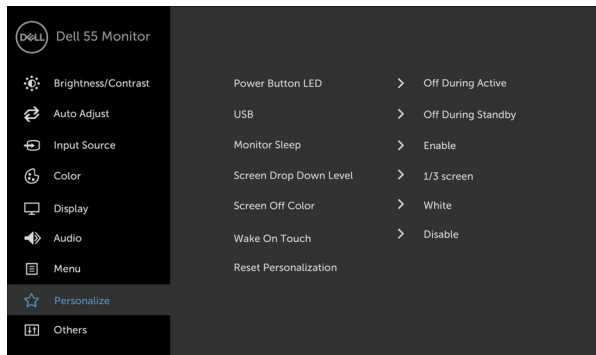 DELL Dell 55 Monitor
Brightness/Contrast
Auto Adjust
Input Source
Color
Display
Audio
Menu
Personalize
Others
Power Button LED > Off During Active
USB > Off During Standby
Monitor Sleep > Enable
Screen Drop Down Level > 1/3 screen
Screen Off Color > White
Wake On Touch > Disable
Reset Personalization